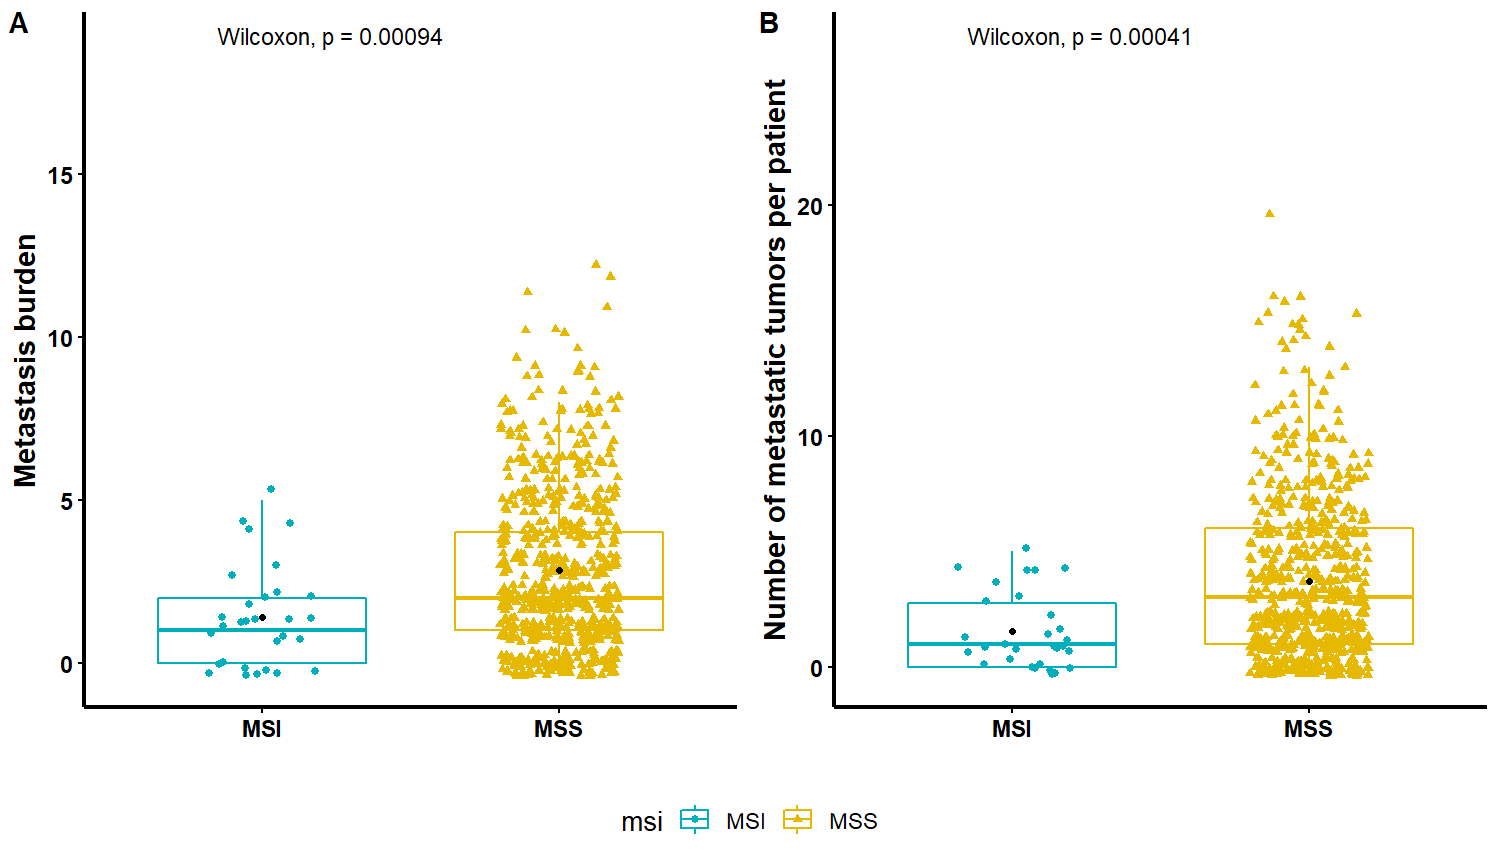 A
Wilcoxon, p = 0.00094
Metastasis burden
15
10
5
0
MSI
MSS
B
Wilcoxon, p = 0.00041
Number of metastatic tumors per patient
20
10
0
MSI
MSS
msi
MSI
MSS